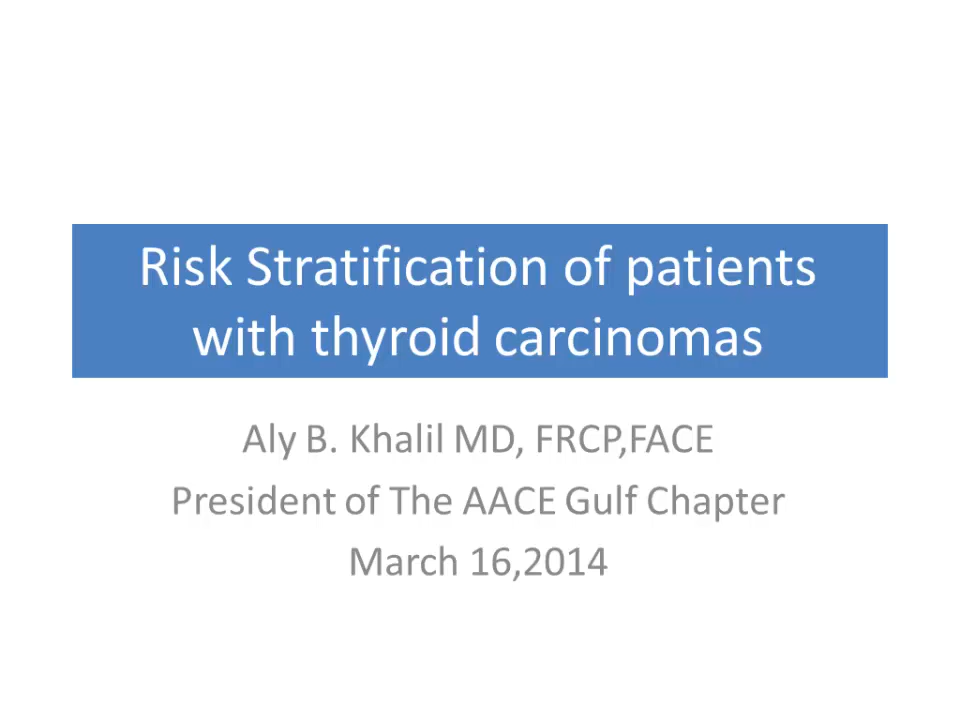 Risk Stratification of patients
with thyroid carcinomas
Aly B. Khalil MD, FRCP,FACE
President of The AACE Gulf Chapter
March 16,2014